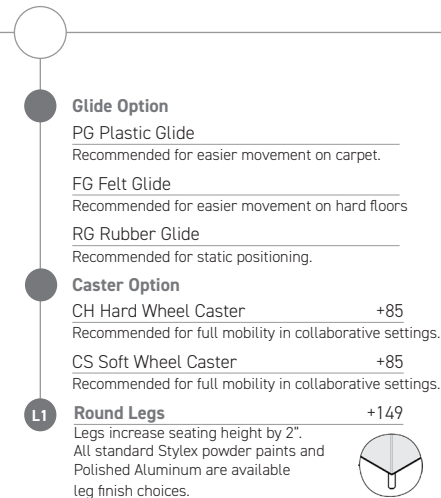 Glide Option
PG Plastic Glide
Recommended for easier movement on carpet.
FG Felt Glide
Recommended for easier movement on hard floors
RG Rubber Glide
Recommended for static positioning.
Caster Option
CH Hard Wheel Caster +85
Recommended for full mobility in collaborative settings.
CS Soft Wheel Caster +85
Recommended for full mobility in collaborative settings.
L1 Round Legs +149
Legs increase seating height by 2".
All standard Stylex powder paints and
Polished Aluminum are available
leg finish choices.